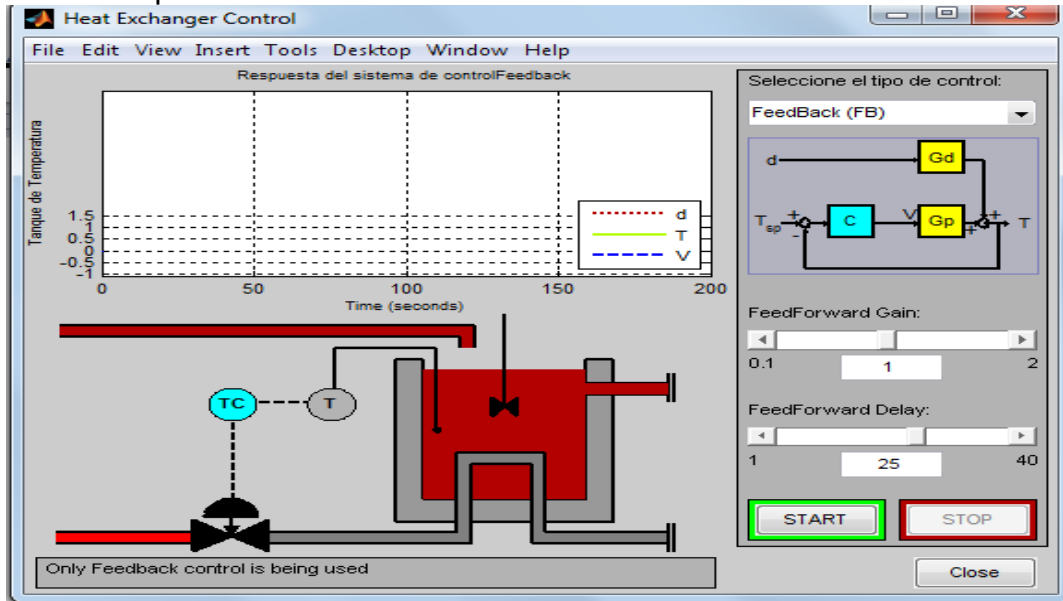 Heat Exchanger Control
File Edit View Insert Tools Desktop Window Help
Respuesta del sistema de controlFeedback
Tanque de Temperatura
1.5
1
0.5
0
-0.5
-1
0 50 100 150 200
Time (seconds)
d
T
V
Seleccione el tipo de control:
FeedBack (FB)
d Gd
Tsp + - C V Gp + + T
FeedForward Gain:
0.1 1 2
FeedForward Delay:
1 25 40
START STOP
TC T
Only Feedback control is being used
Close